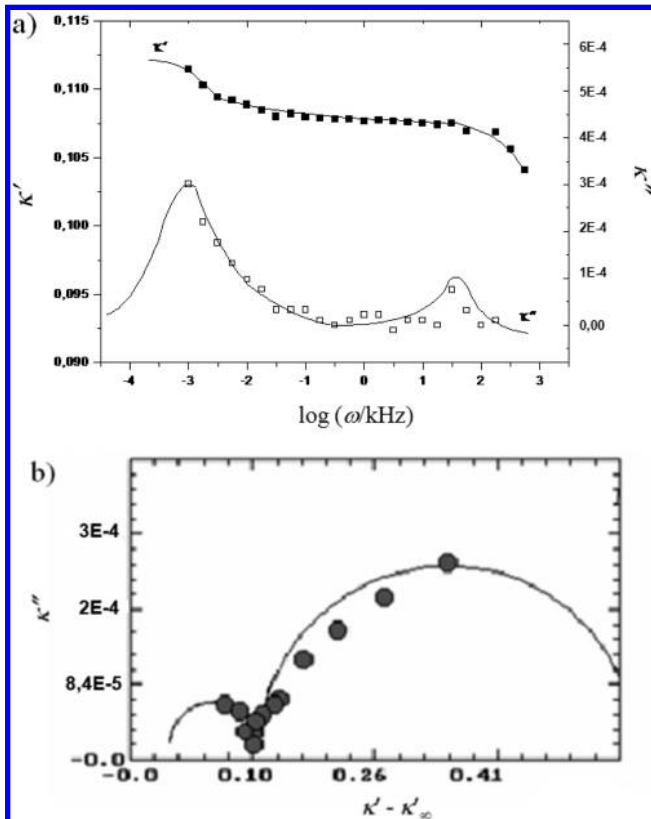 a)
0,115
0,110
0,105
0,100
0,095
0,090
κ'
κ'
6E-4
5E-4
4E-4
3E-4
2E-4
1E-4
0,00
κ"
κ"
-4 -3 -2 -1 0 1 2 3
log (ω/kHz)
b)
3E-4
2E-4
8,4E-5
-0.0
κ"
-0.0 0.10 0.26 0.41
κ' - κ'∞